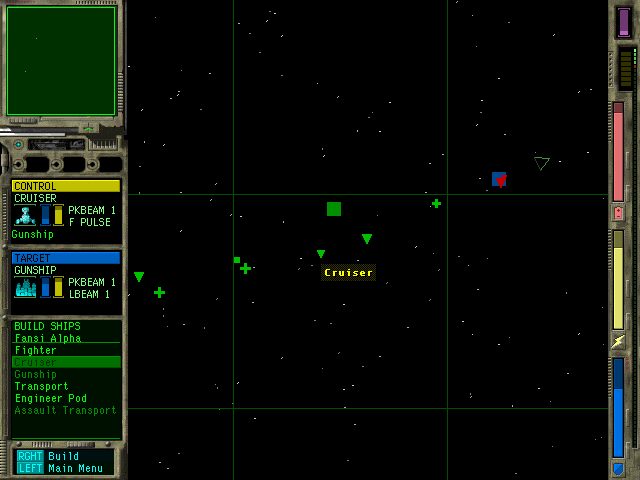 CONTROL
CRUISER
PKBEAM 1
F PULSE
Gunship
TARGET
GUNSHIP
PKBEAM 1
LBEAM 1
BUILD SHIPS
Fansi Alpha
Fighter
Cruiser
Gunship
Transport
Engineer Pod
Assault Transport
RGHT Build
LEFT Main Menu
Cruiser